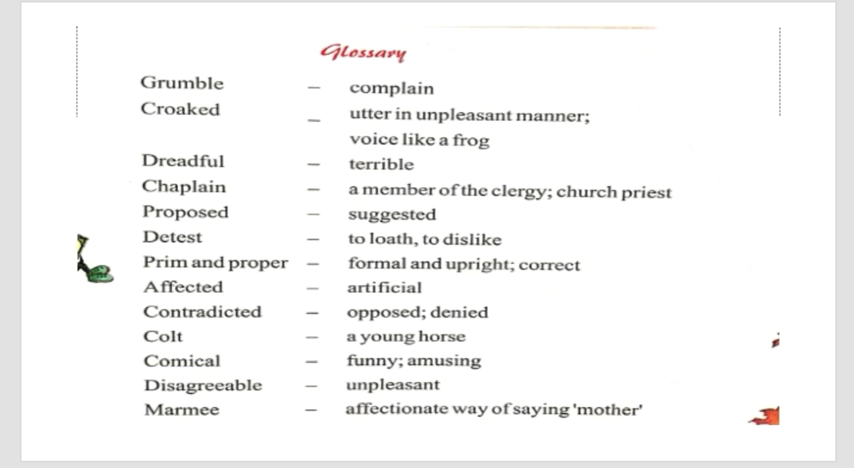 Glossary
Grumble – complain
Croaked – utter in unpleasant manner;
voice like a frog
Dreadful – terrible
Chaplain – a member of the clergy; church priest
Proposed – suggested
Detest – to loath, to dislike
Prim and proper – formal and upright; correct
Affected – artificial
Contradicted – opposed; denied
Colt – a young horse
Comical – funny; amusing
Disagreeable – unpleasant
Marmee – affectionate way of saying 'mother'